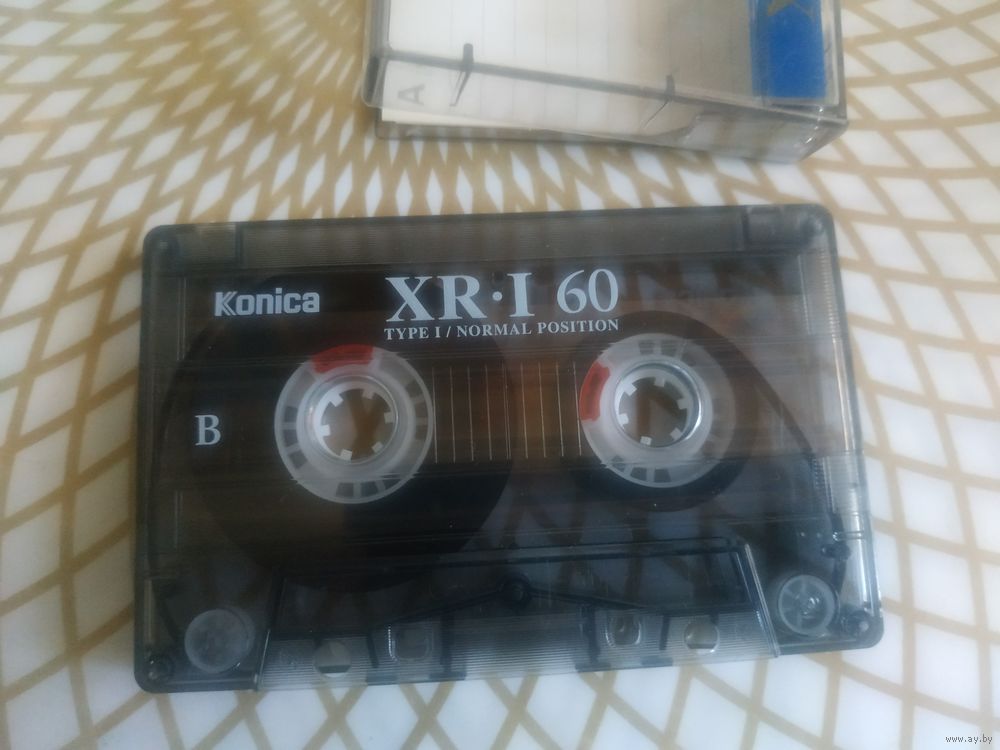 A
Konica
XR·I 60
TYPE I / NORMAL POSITION
B
www.ay.by